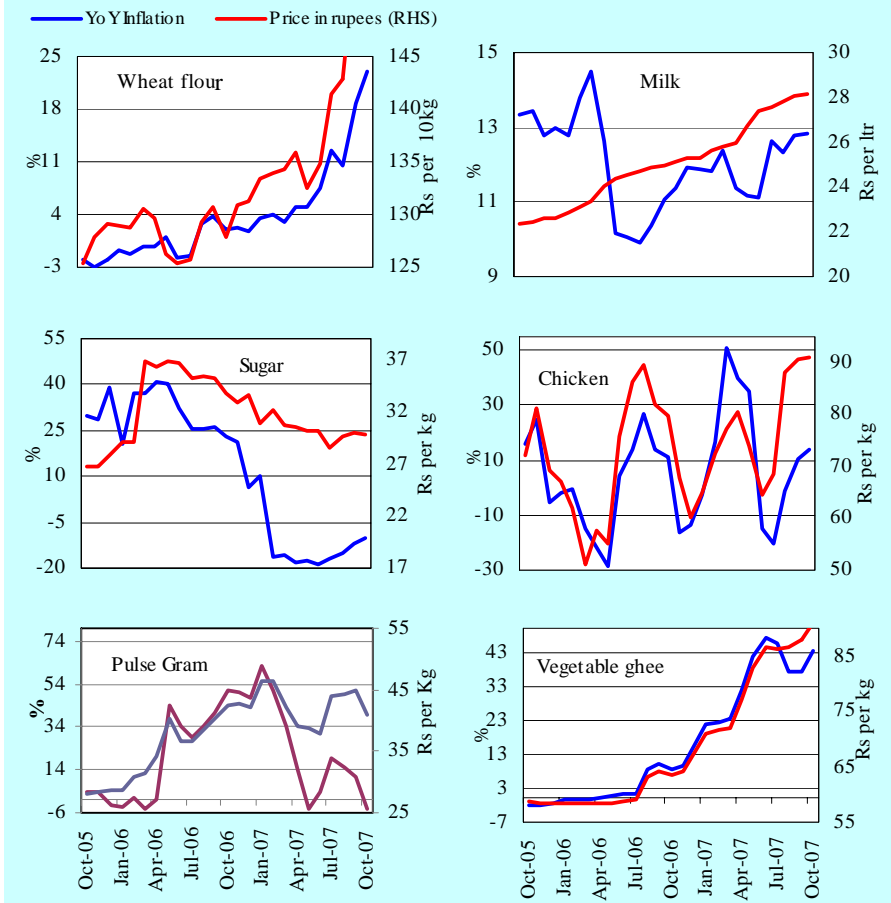 YoY Inflation Price in rupees (RHS)
Wheat flour
%
25
18
11
4
-3
145
140
135
130
125
Rs per 10kg
Milk
%
15
13
11
9
30
28
26
24
22
20
Rs per ltr
Sugar
%
55
40
25
10
-5
-20
37
32
27
22
17
Rs per kg
Chicken
%
50
30
10
-10
-30
90
80
70
60
50
Rs per kg
Pulse Gram
%
74
54
34
14
-6
55
45
35
25
Rs per Kg
Oct-05
Jan-06
Apr-06
Jul-06
Oct-06
Jan-07
Apr-07
Jul-07
Oct-07
Vegetable ghee
%
43
33
23
13
3
-7
85
75
65
55
Rs per kg
Oct-05
Jan-06
Apr-06
Jul-06
Oct-06
Jan-07
Apr-07
Jul-07
Oct-07